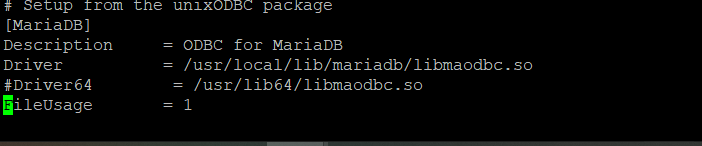 # Setup from the unixODBC package
[MariaDB]
Description     = ODBC for MariaDB
Driver          = /usr/local/lib/mariadb/libmaodbc.so
#Driver64        = /usr/lib64/libmaodbc.so
FileUsage       = 1